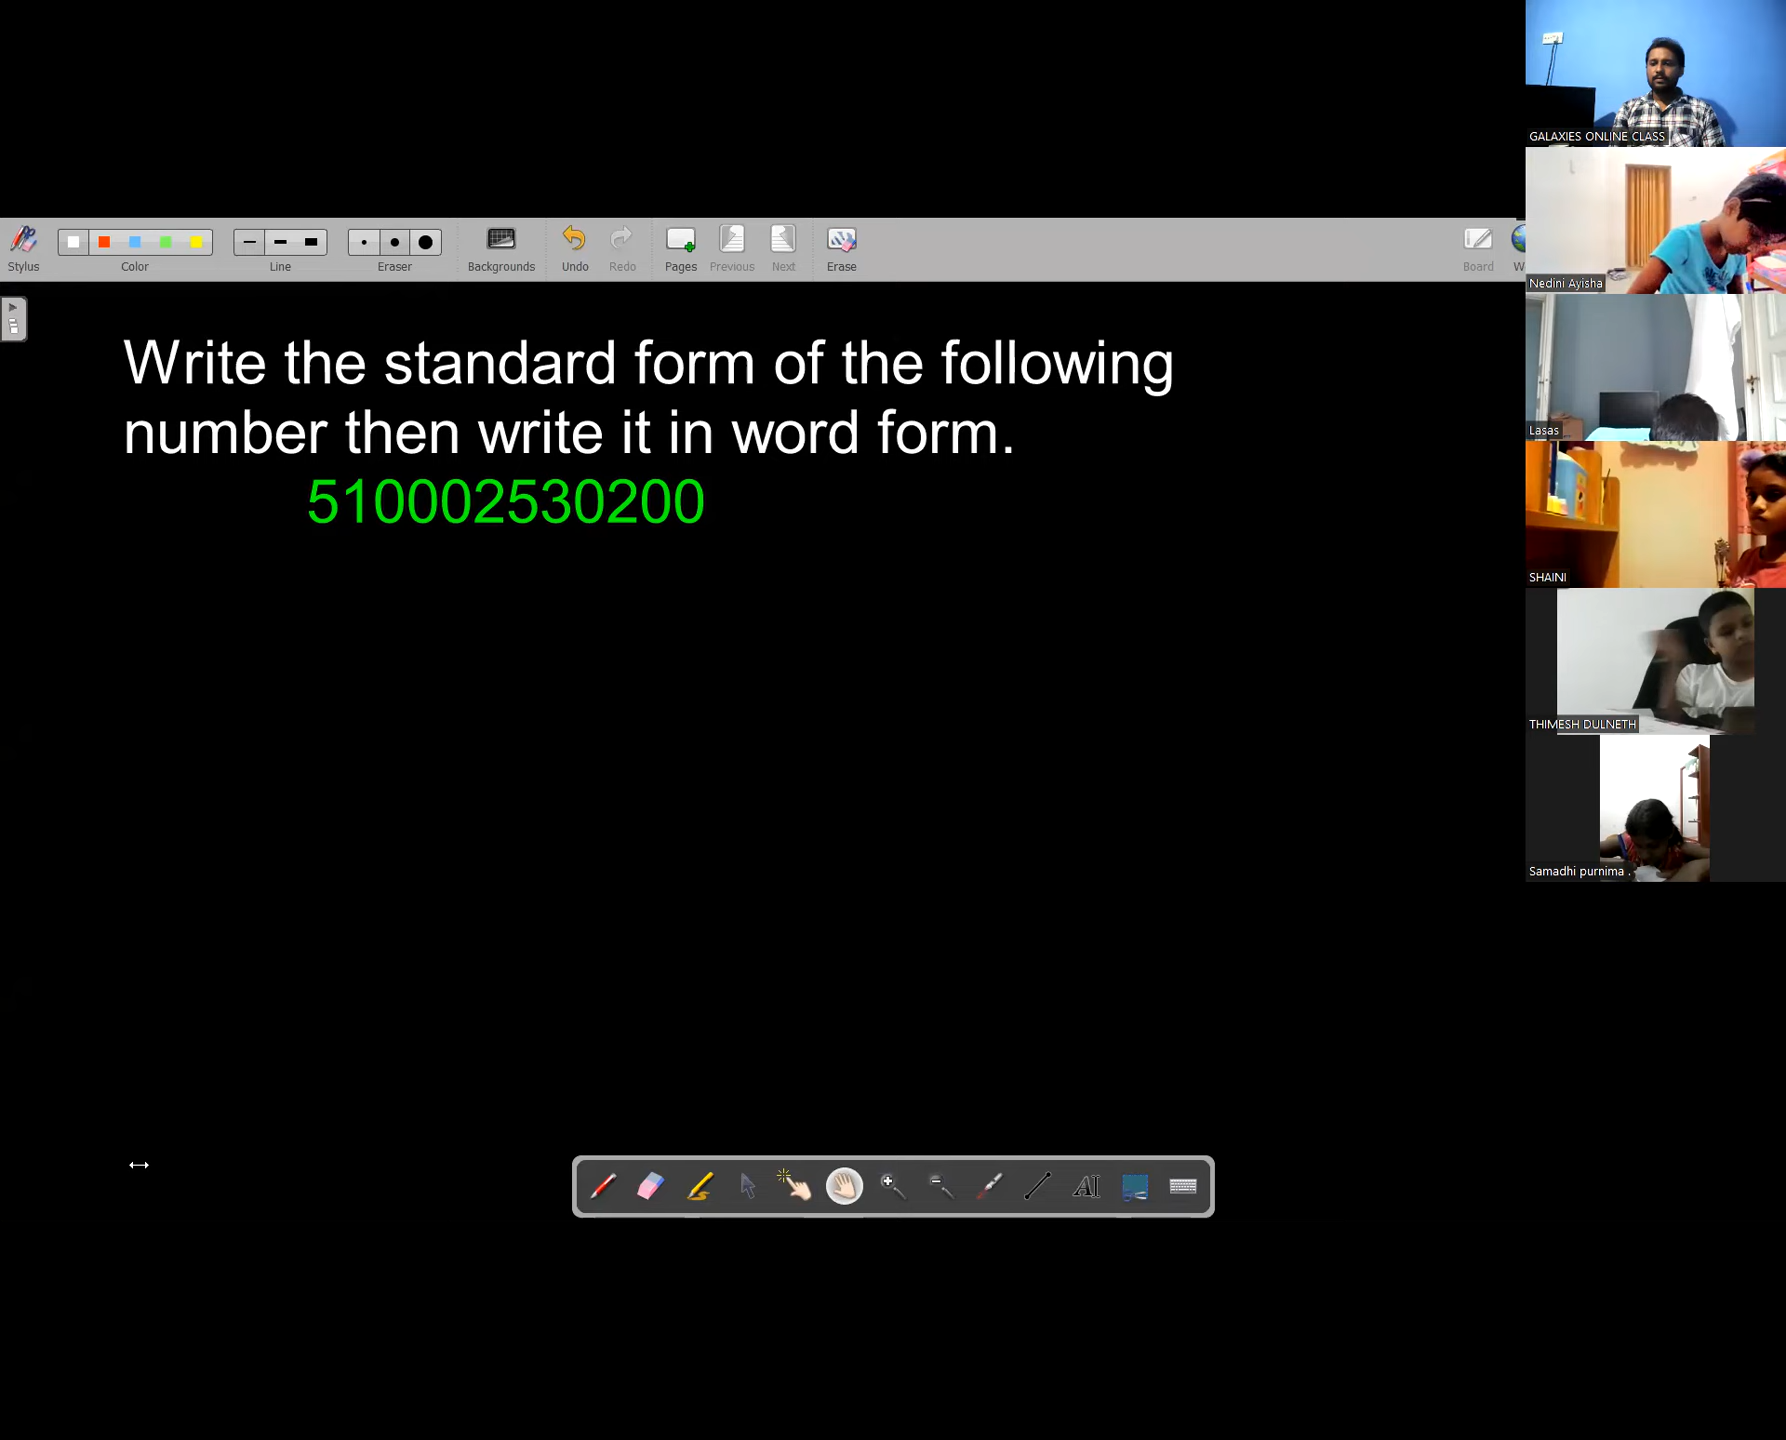 GALAXIES ONLINE CLASS
Stylus
Color
Line
Eraser
Backgrounds
Undo
Redo
Pages
Previous
Next
Erase
Board
Nedini Ayisha
Write the standard form of the following
number then write it in word form.
510002530200
Lasas
SHAINI
THIMESH DULNETH
Samadhi purnima .
AI